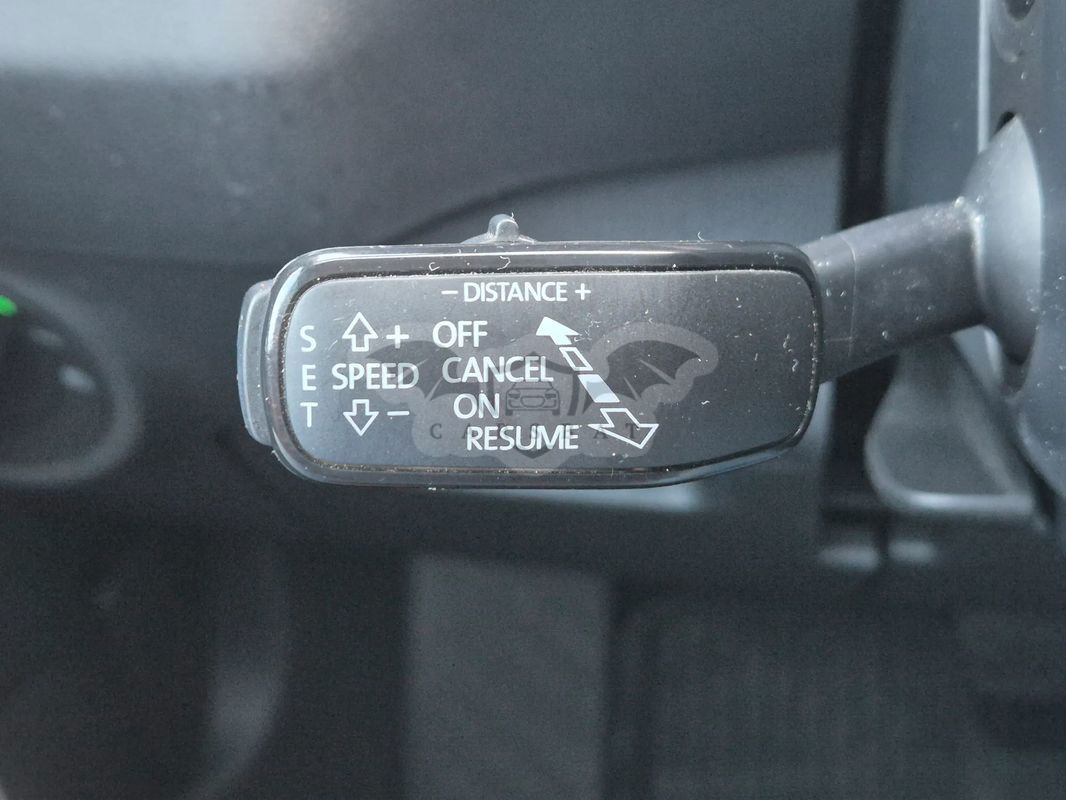 − DISTANCE +
S
E
T
+
SPEED
−
OFF
CANCEL
ON
RESUME